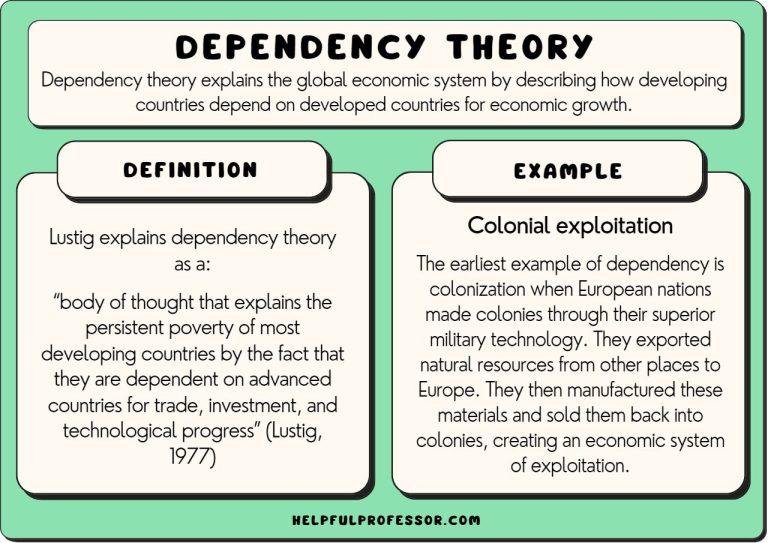 DEPENDENCY THEORY
Dependency theory explains the global economic system by describing how developing
countries depend on developed countries for economic growth.
DEFINITION
Lustig explains dependency theory
as a:
“body of thought that explains the
persistent poverty of most
developing countries by the fact that
they are dependent on advanced
countries for trade, investment, and
technological progress” (Lustig,
1977)
EXAMPLE
Colonial exploitation
The earliest example of dependency is
colonization when European nations
made colonies through their superior
military technology. They exported
natural resources from other places to
Europe. They then manufactured these
materials and sold them back into
colonies, creating an economic system
of exploitation.
HELPFULPROFESSOR.COM